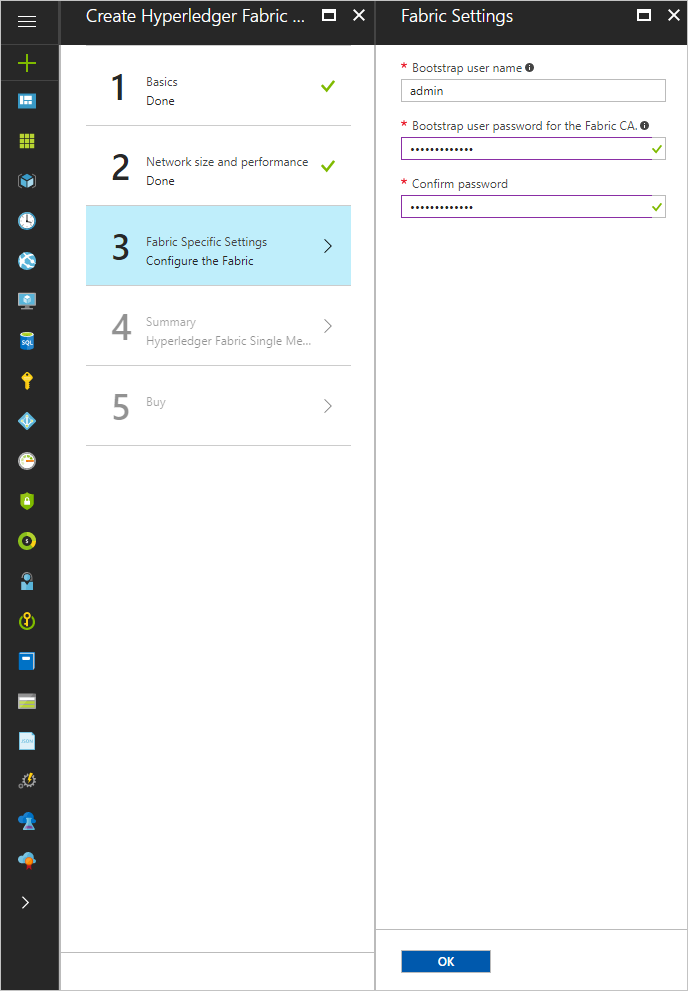 Create Hyperledger Fabric ...
1
Basics
Done
2
Network size and performance
Done
3
Fabric Specific Settings
Configure the Fabric
4
Summary
Hyperledger Fabric Single Me...
5
Buy
Fabric Settings
* Bootstrap user name
admin
* Bootstrap user password for the Fabric CA.
•••••••••••••
* Confirm password
•••••••••••••
OK
SQL